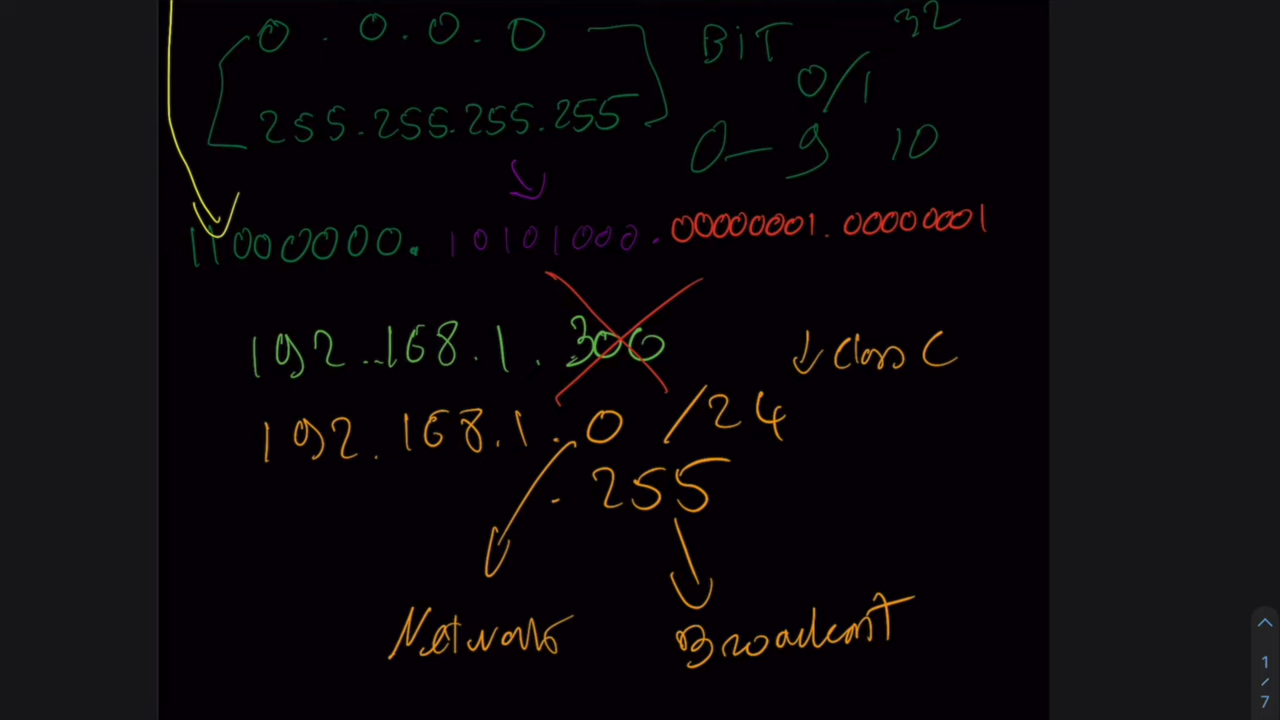 0 . 0 . 0 . 0 BiT 32
0/1
255.255.255.255 0-9 10
11000000. 10101000. 00000001. 00000001
192..168.1.300
↓ Class C
192.168.1.0 /24
.255
Network Broadcast
1
/
7